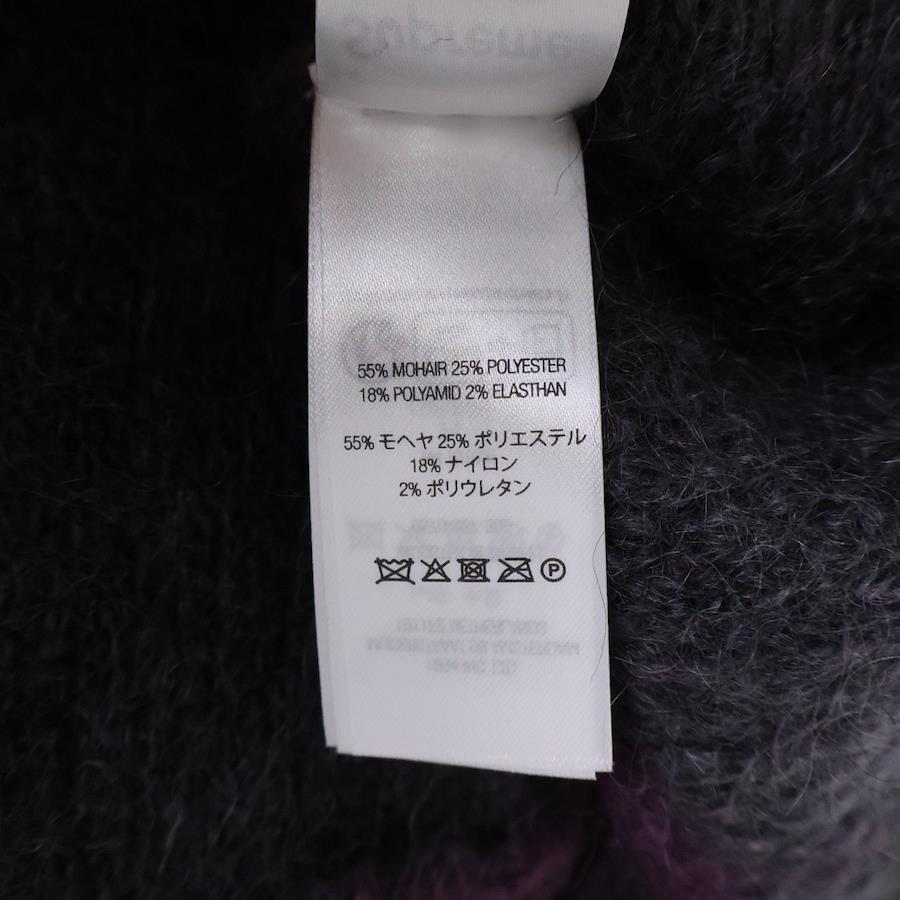 Supreme
55% MOHAIR 25% POLYESTER
18% POLYAMID 2% ELASTHAN
55% モヘヤ 25% ポリエステル
18% ナイロン
2% ポリウレタン
P